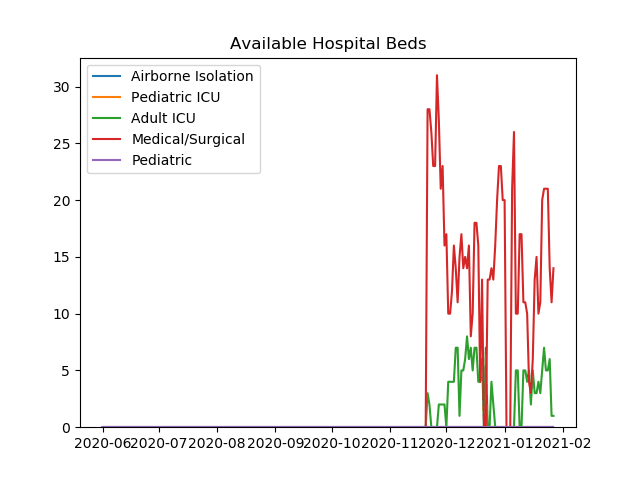 Available Hospital Beds
Airborne Isolation
Pediatric ICU
Adult ICU
Medical/Surgical
Pediatric
30
25
20
15
10
5
0
2020-06 2020-07 2020-08 2020-09 2020-10 2020-11 2020-12 2021-01 2021-02